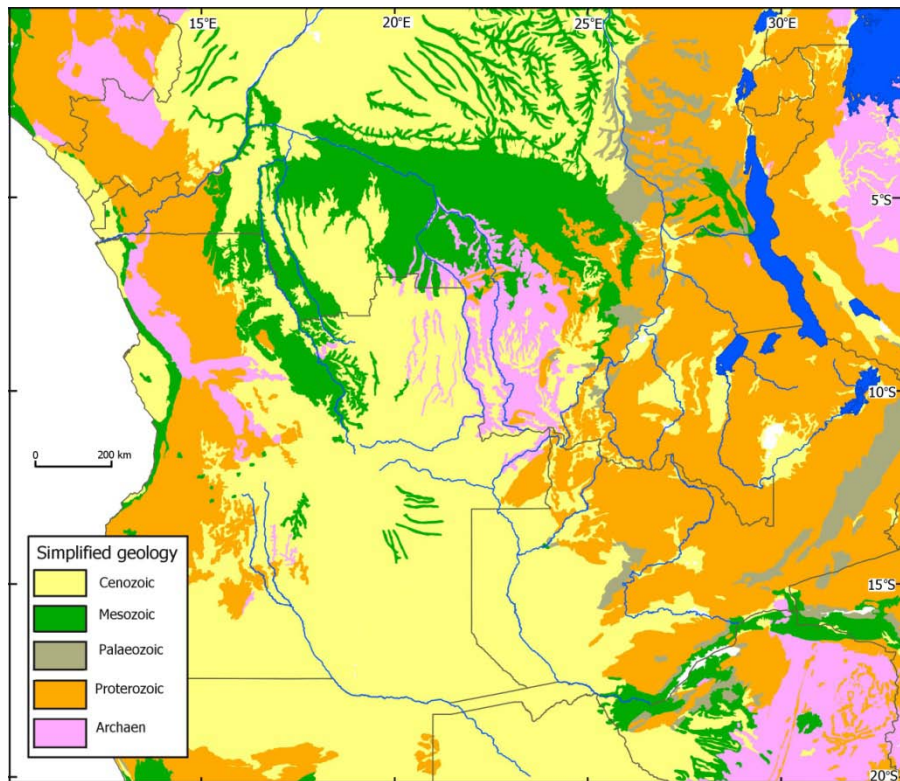 15°E 20°E 25°E 30°E
5°S
10°S
0 200 km
15°S
Simplified geology
Cenozoic
Mesozoic
Palaeozoic
Proterozoic
Archaen
20°S